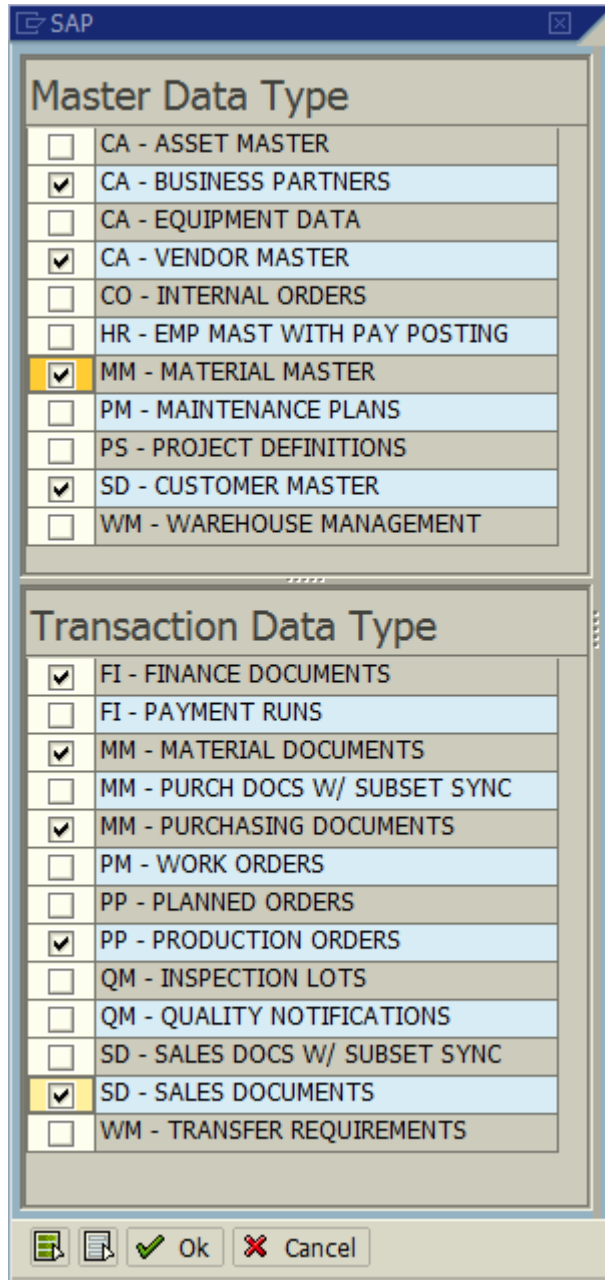 SAP
Master Data Type
CA - ASSET MASTER
CA - BUSINESS PARTNERS
CA - EQUIPMENT DATA
CA - VENDOR MASTER
CO - INTERNAL ORDERS
HR - EMP MAST WITH PAY POSTING
MM - MATERIAL MASTER
PM - MAINTENANCE PLANS
PS - PROJECT DEFINITIONS
SD - CUSTOMER MASTER
WM - WAREHOUSE MANAGEMENT
Transaction Data Type
FI - FINANCE DOCUMENTS
FI - PAYMENT RUNS
MM - MATERIAL DOCUMENTS
MM - PURCH DOCS W/ SUBSET SYNC
MM - PURCHASING DOCUMENTS
PM - WORK ORDERS
PP - PLANNED ORDERS
PP - PRODUCTION ORDERS
QM - INSPECTION LOTS
QM - QUALITY NOTIFICATIONS
SD - SALES DOCS W/ SUBSET SYNC
SD - SALES DOCUMENTS
WM - TRANSFER REQUIREMENTS
Ok Cancel